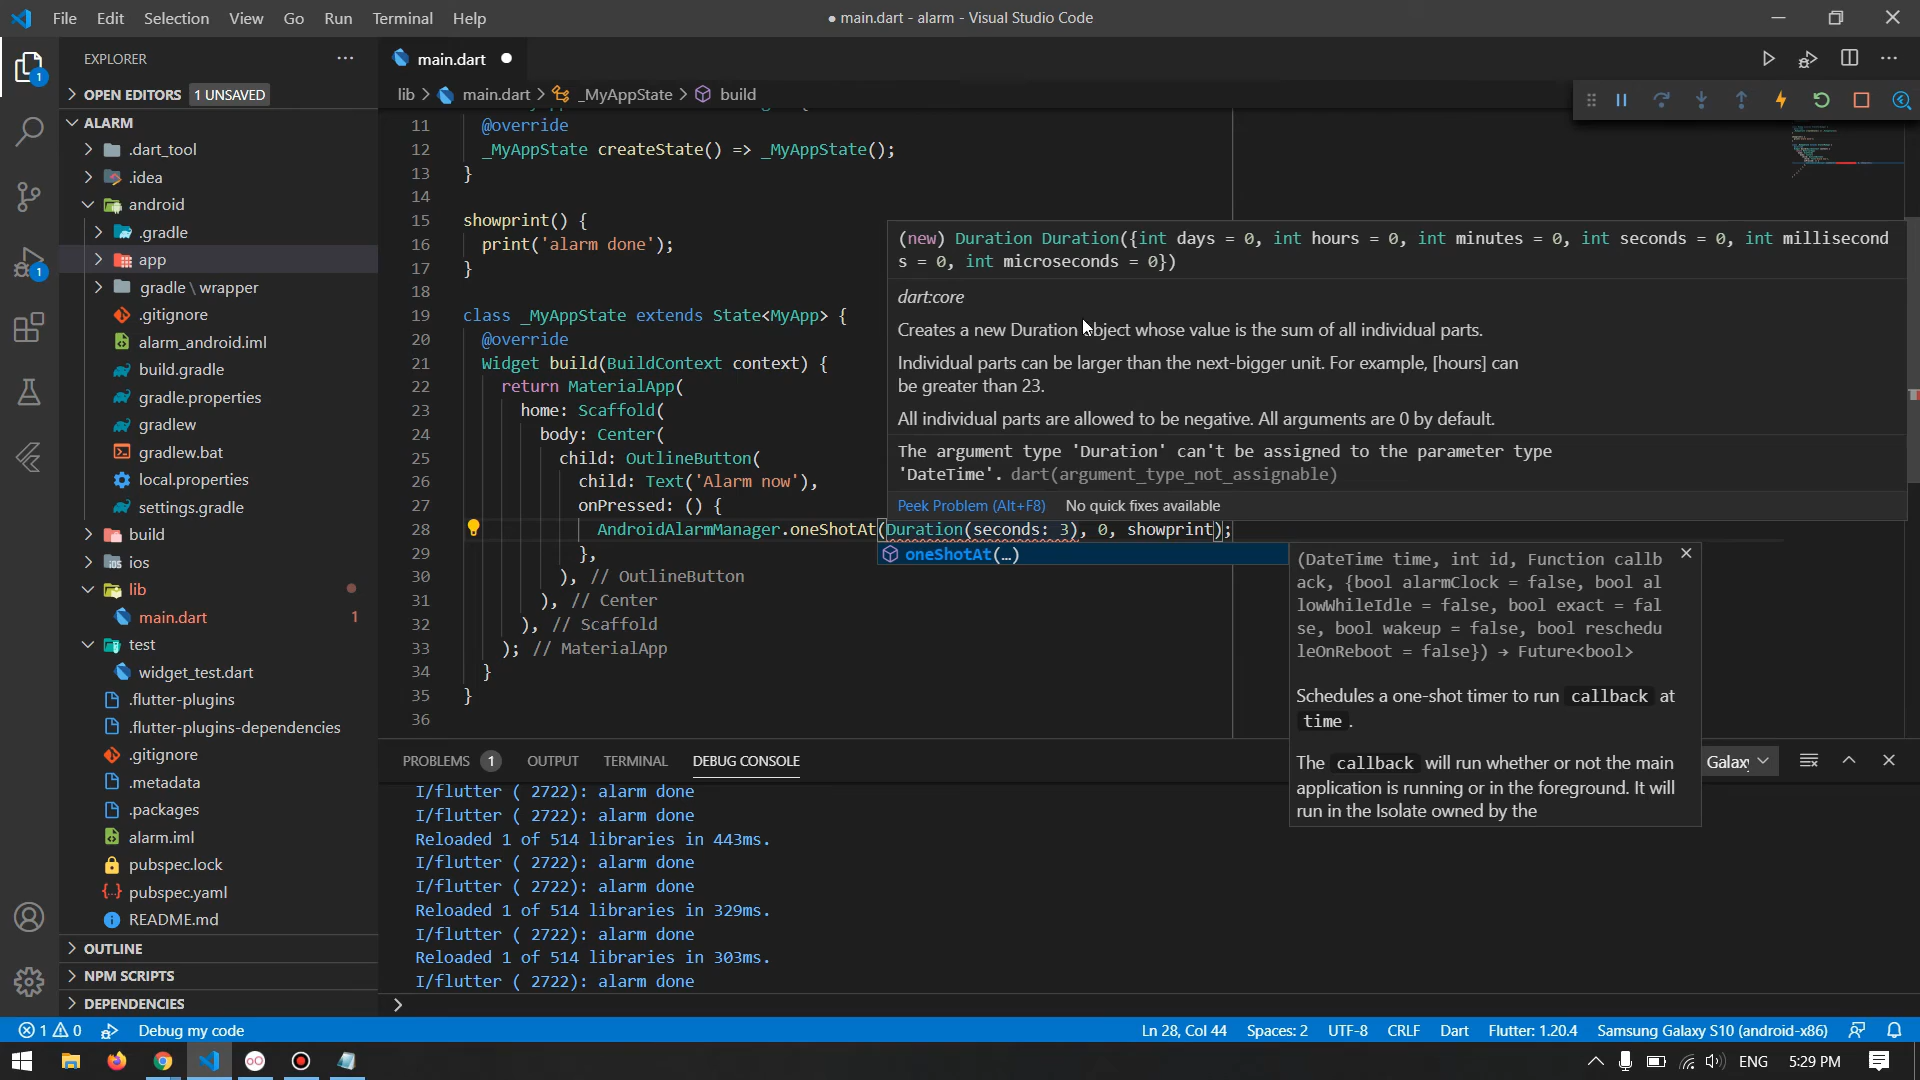 File Edit Selection View Go Run Terminal Help
● main.dart - alarm - Visual Studio Code
EXPLORER
OPEN EDITORS 1 UNSAVED
ALARM
.dart_tool
.idea
android
.gradle
app
gradle \ wrapper
.gitignore
alarm_android.iml
build.gradle
gradle.properties
gradlew
gradlew.bat
local.properties
settings.gradle
build
ios
lib
main.dart 1
test
widget_test.dart
.flutter-plugins
.flutter-plugins-dependencies
.gitignore
.metadata
.packages
alarm.iml
pubspec.lock
pubspec.yaml
README.md
OUTLINE
NPM SCRIPTS
DEPENDENCIES
1
1
main.dart
lib > main.dart > _MyAppState > build
11 @override
12 _MyAppState createState() => _MyAppState();
13 }
14
15 showprint() {
16 print('alarm done');
17 }
18
19 class _MyAppState extends State<MyApp> {
20 @override
21 Widget build(BuildContext context) {
22 return MaterialApp(
23 home: Scaffold(
24 body: Center(
25 child: OutlineButton(
26 child: Text('Alarm now'),
27 onPressed: () {
28 AndroidAlarmManager.oneShotAt(Duration(seconds: 3), 0, showprint);
29 },
30 ), // OutlineButton
31 ), // Center
32 ), // Scaffold
33 ); // MaterialApp
34 }
35 }
36
(new) Duration Duration({int days = 0, int hours = 0, int minutes = 0, int seconds = 0, int millisecond
s = 0, int microseconds = 0})
dart:core
Creates a new Duration object whose value is the sum of all individual parts.
Individual parts can be larger than the next-bigger unit. For example, [hours] can
be greater than 23.
All individual parts are allowed to be negative. All arguments are 0 by default.
The argument type 'Duration' can't be assigned to the parameter type
'DateTime'. dart(argument_type_not_assignable)
Peek Problem (Alt+F8) No quick fixes available
oneShotAt(…)
(DateTime time, int id, Function callb
ack, {bool alarmClock = false, bool al
lowWhileIdle = false, bool exact = fal
se, bool wakeup = false, bool reschedu
leOnReboot = false}) → Future<bool>
Schedules a one-shot timer to run callback at
time .
The callback will run whether or not the main
application is running or in the foreground. It will
run in the Isolate owned by the
PROBLEMS 1 OUTPUT TERMINAL DEBUG CONSOLE
Galaxy
I/flutter ( 2722): alarm done
I/flutter ( 2722): alarm done
Reloaded 1 of 514 libraries in 443ms.
I/flutter ( 2722): alarm done
I/flutter ( 2722): alarm done
Reloaded 1 of 514 libraries in 329ms.
I/flutter ( 2722): alarm done
Reloaded 1 of 514 libraries in 303ms.
I/flutter ( 2722): alarm done
1 0 Debug my code
Ln 28, Col 44 Spaces: 2 UTF-8 CRLF Dart Flutter: 1.20.4 Samsung Galaxy S10 (android-x86)
ENG 5:29 PM